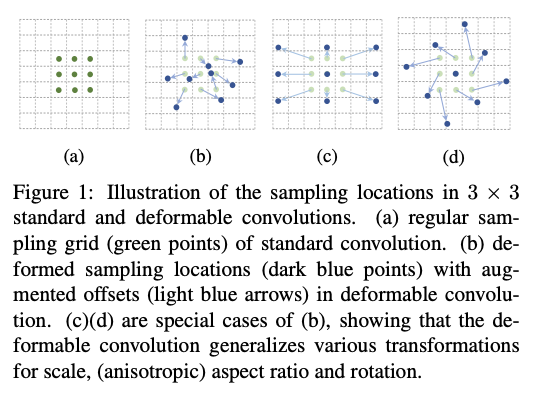 (a) (b) (c) (d)
Figure 1: Illustration of the sampling locations in 3 × 3
standard and deformable convolutions. (a) regular sam-
pling grid (green points) of standard convolution. (b) de-
formed sampling locations (dark blue points) with aug-
mented offsets (light blue arrows) in deformable convolu-
tion. (c)(d) are special cases of (b), showing that the de-
formable convolution generalizes various transformations
for scale, (anisotropic) aspect ratio and rotation.